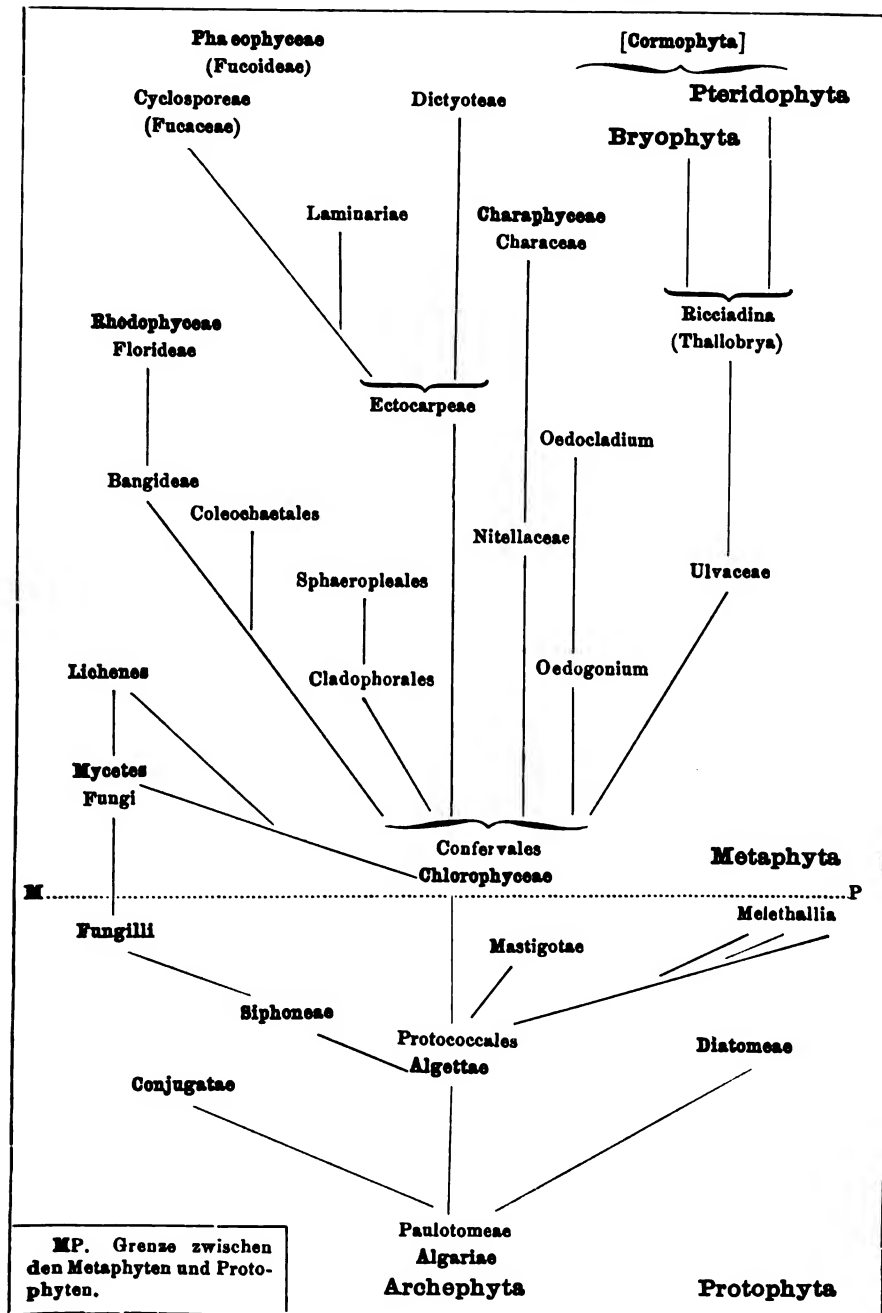 Phaeophyceae
(Fucoideae)
[Cormophyta]
Cyclosporeae
(Fucaceae)
Dictyoteae
Pteridophyta
Bryophyta
Laminariae
Charaphyceae
Characeae
Rhodophyceae
Florideae
Ricciadina
(Thallobrya)
Ectocarpeae
Oedocladium
Bangideae
Coleochaetales
Nitellaceae
Sphaeropleales
Ulvaceae
Lichenes
Cladophorales
Oedogonium
Mycetes
Fungi
Confervales
Chlorophyceae
Metaphyta
M
P
Fungilli
Melethallia
Mastigotae
Siphoneae
Protococcales
Algettae
Diatomeae
Conjugatae
Paulotomeae
Algariae
Archephyta
Protophyta
MP. Grenze zwischen
den Metaphyten und Proto-
phyten.